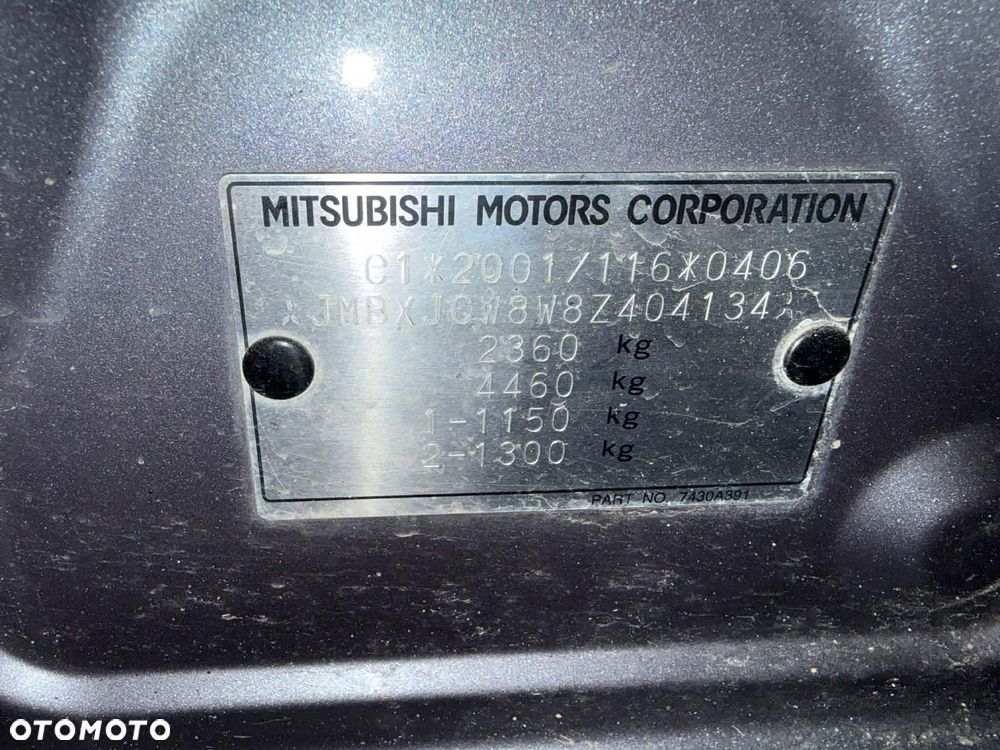 MITSUBISHI MOTORS CORPORATION
e1*2001/116*0406
*JMBXJCW8W8Z404134*
2360 kg
4460 kg
1-1150 kg
2-1300 kg
PART NO. 7430A391
OTOMOTO